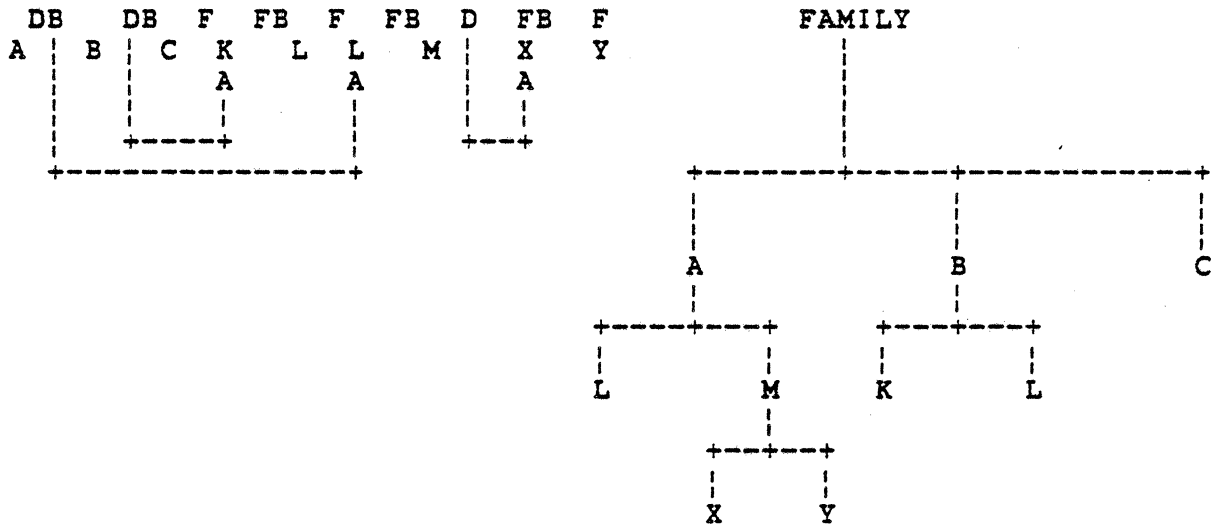 DB DB F FB F FB D FB F FAMILY
A B C K L L M X Y
A A A
A B C
L M K L
X Y